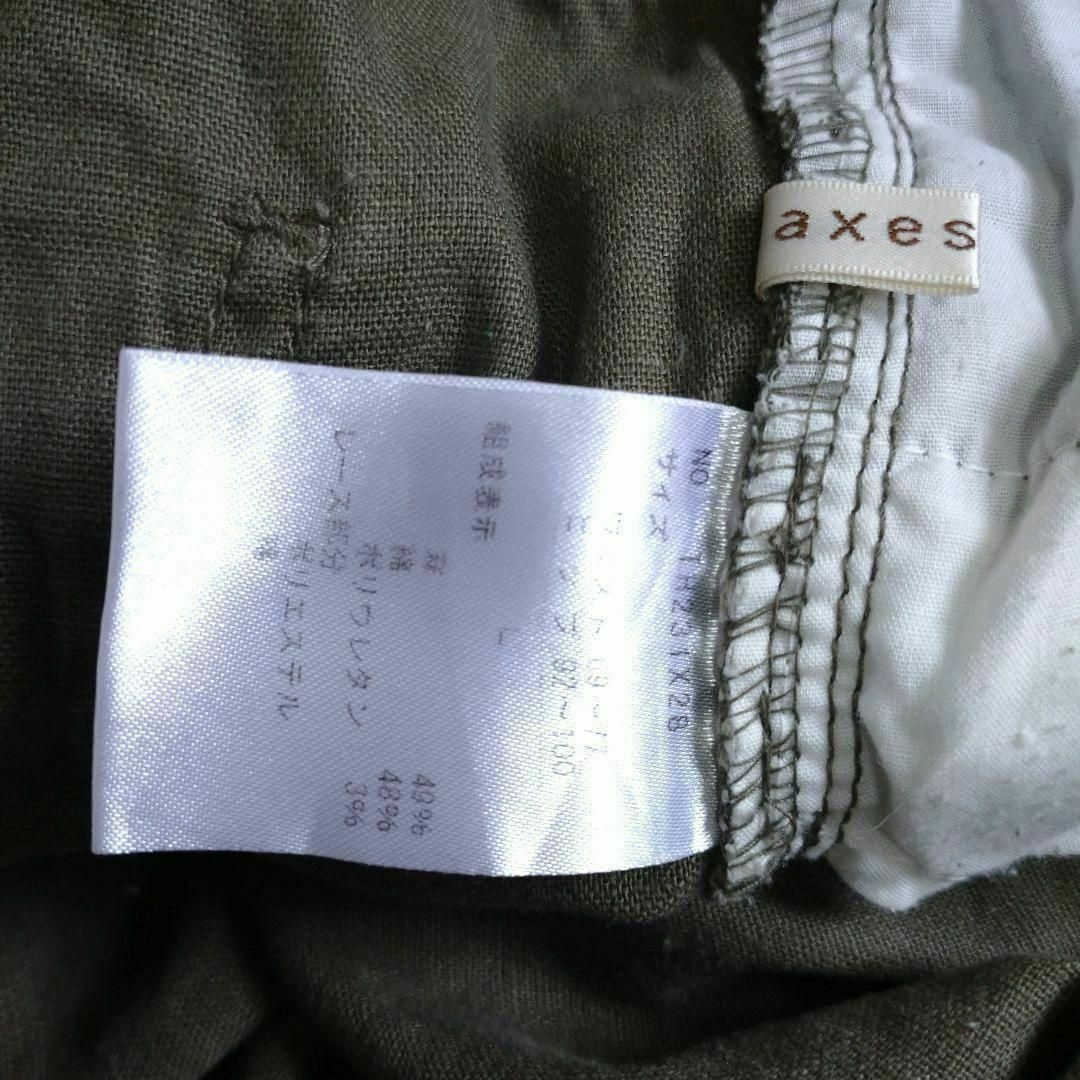 axes
NO TH231X28
サイズ
ウエスト 69~77
ヒップ 92~100
L
組成表示
麻 49%
綿 48%
ポリウレタン 3%
レース部分
ポリエステル
綿